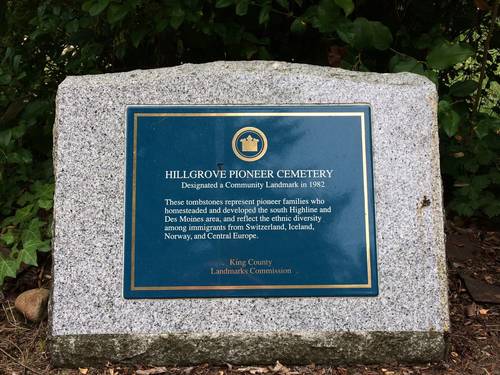 HILLGROVE PIONEER CEMETERY
Designated a Community Landmark in 1982
These tombstones represent pioneer families who
homesteaded and developed the south Highline and
Des Moines area, and reflect the ethnic diversity
among immigrants from Switzerland, Iceland,
Norway, and Central Europe.
King County
Landmarks Commission